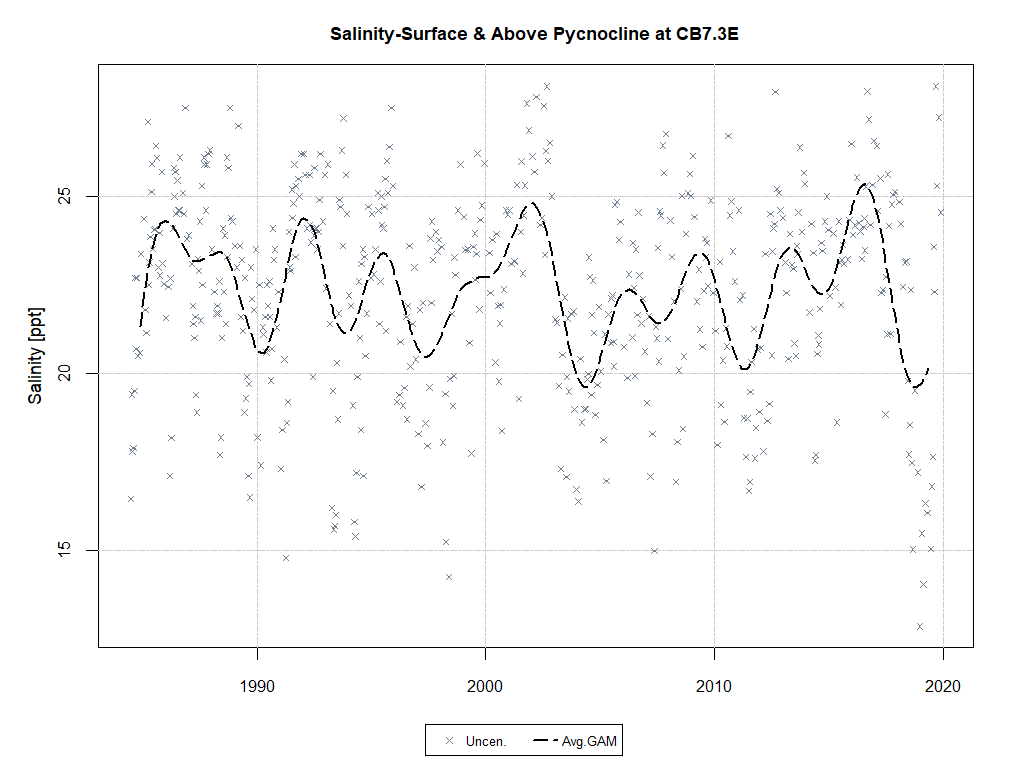 Salinity-Surface & Above Pycnocline at CB7.3E
Salinity [ppt]
25
20
15
1990
2000
2010
2020
Uncen.
Avg.GAM